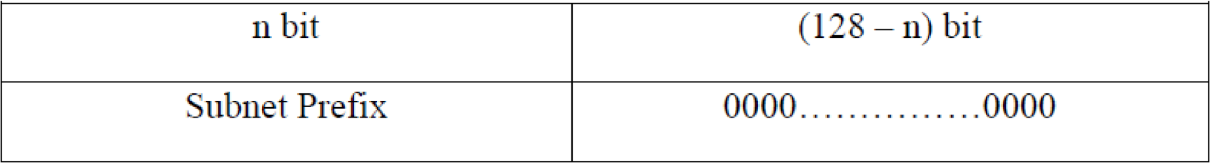 n bit (128 – n) bit
Subnet Prefix 0000……………0000